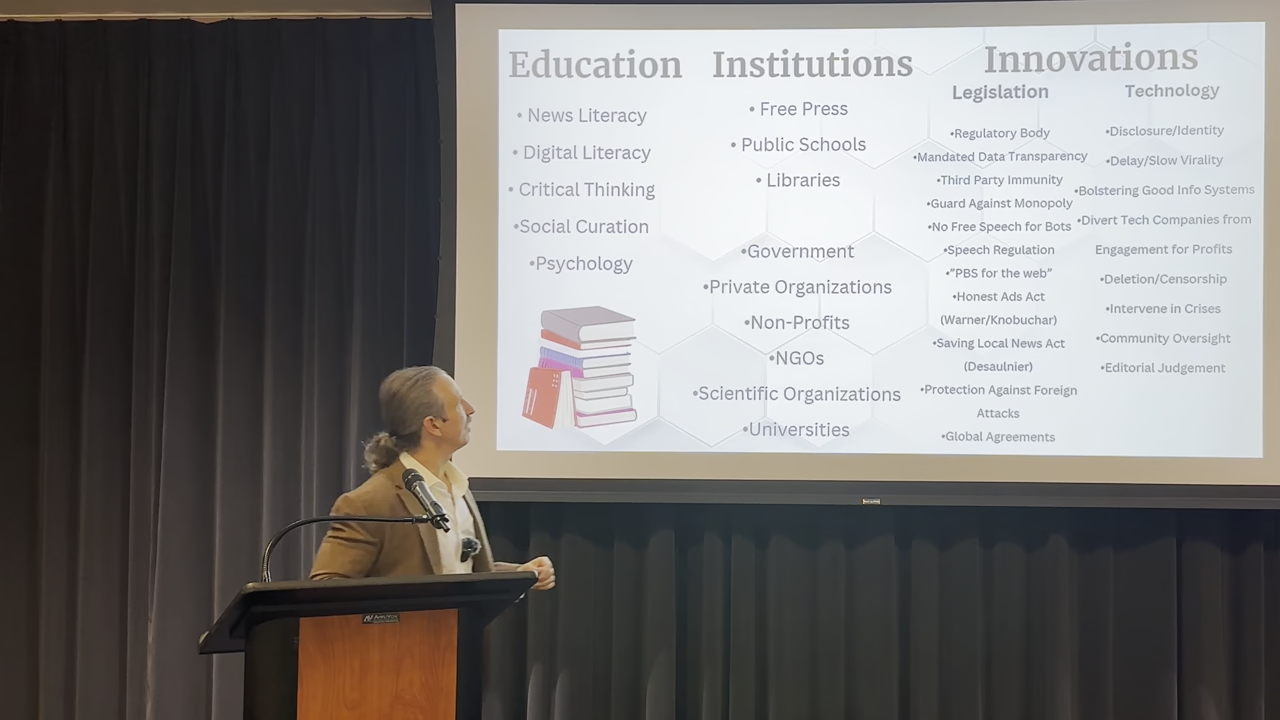 Education
• News Literacy
• Digital Literacy
• Critical Thinking
•Social Curation
•Psychology
Institutions
• Free Press
• Public Schools
• Libraries
•Government
•Private Organizations
•Non-Profits
•NGOs
•Scientific Organizations
•Universities
Innovations
Legislation
•Regulatory Body
•Mandated Data Transparency
•Third Party Immunity
•Guard Against Monopoly
•No Free Speech for Bots
•Speech Regulation
•"PBS for the web"
•Honest Ads Act
(Warner/Knobuchar)
•Saving Local News Act
(Desaulnier)
•Protection Against Foreign
Attacks
•Global Agreements
Technology
•Disclosure/Identity
•Delay/Slow Virality
•Bolstering Good Info Systems
•Divert Tech Companies from
Engagement for Profits
•Deletion/Censorship
•Intervene in Crises
•Community Oversight
•Editorial Judgement